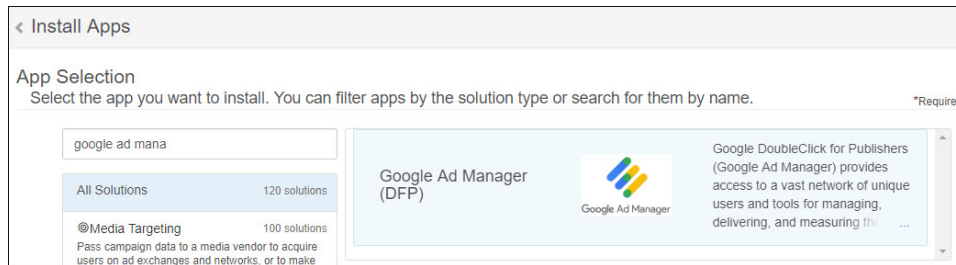 Install Apps
App Selection
Select the app you want to install. You can filter apps by the solution type or search for them by name.
*Require
google ad mana
All Solutions 120 solutions
Media Targeting 100 solutions
Pass campaign data to a media vendor to acquire
users on ad exchanges and networks, or to make
Google Ad Manager
(DFP)
Google Ad Manager
Google DoubleClick for Publishers
(Google Ad Manager) provides
access to a vast network of unique
users and tools for managing,
delivering, and measuring the ...